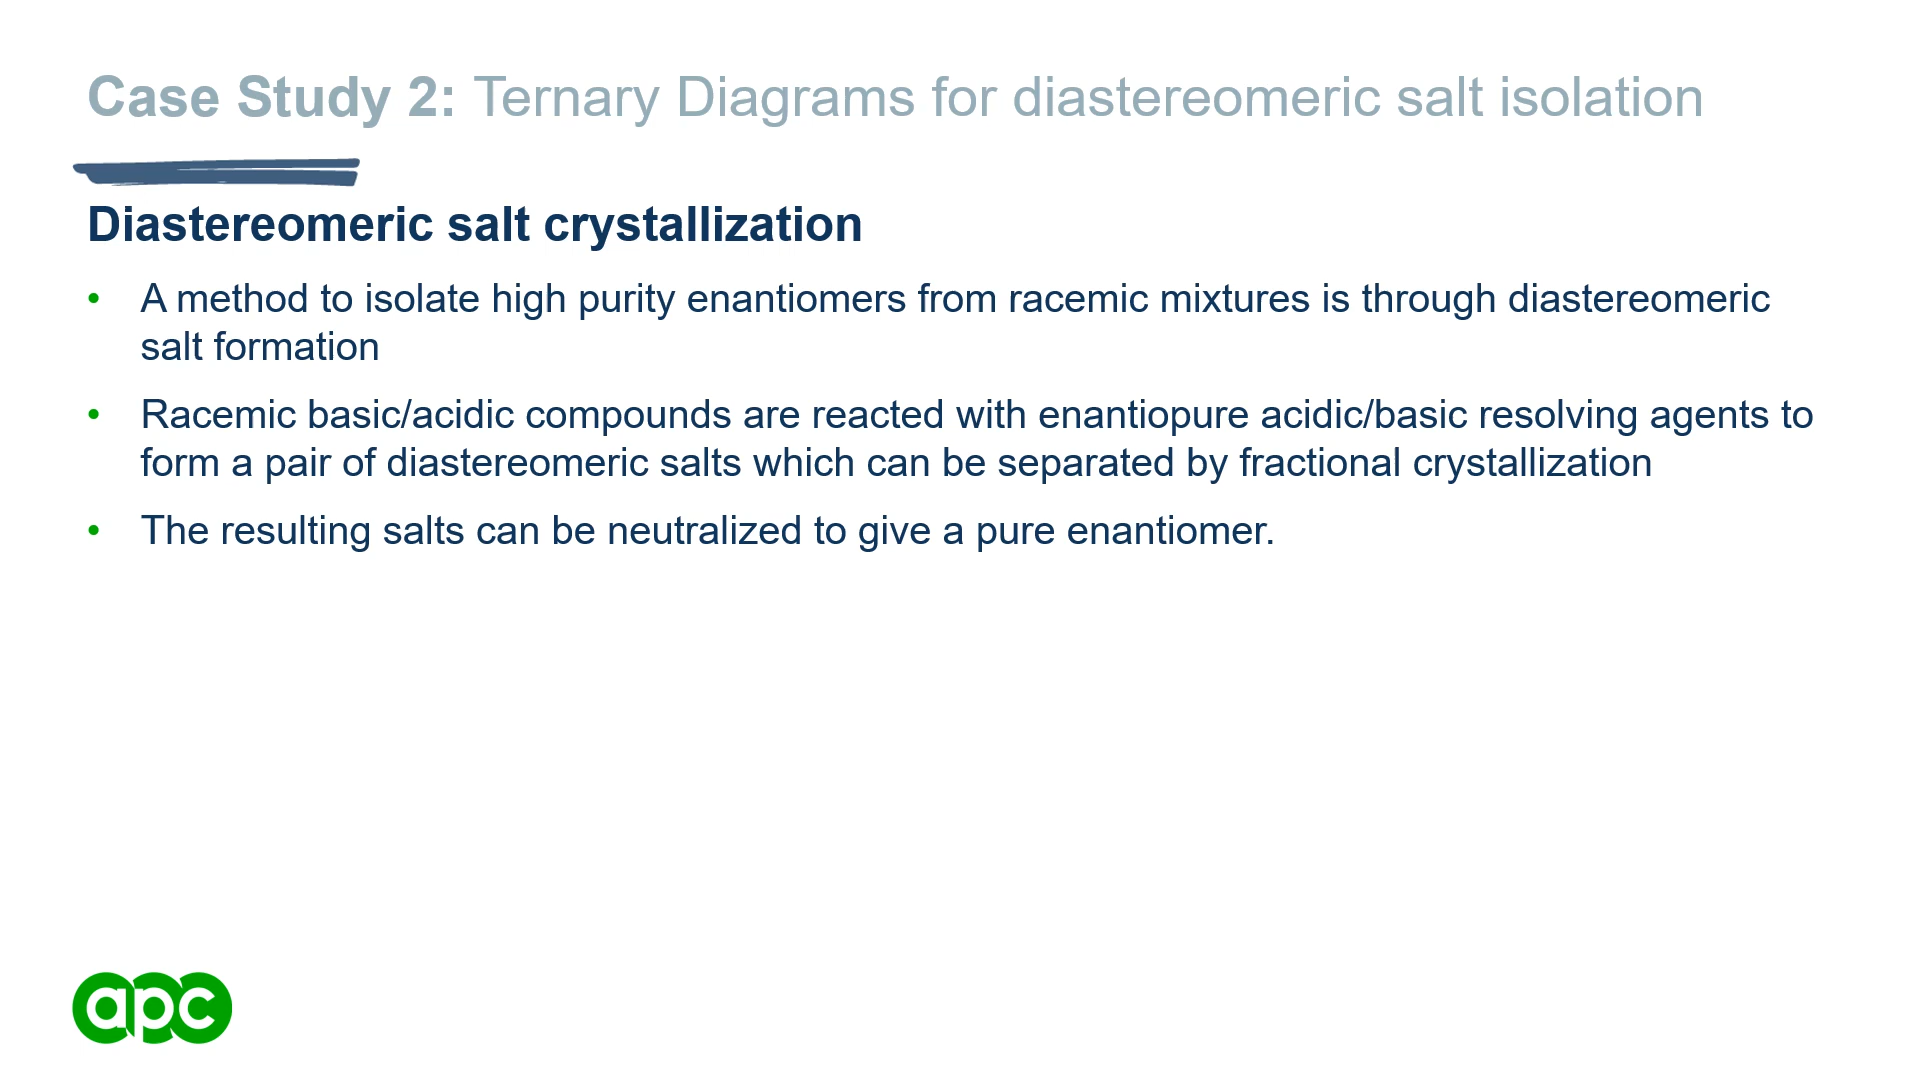 Case Study 2: Ternary Diagrams for diastereomeric salt isolation
Diastereomeric salt crystallization
• A method to isolate high purity enantiomers from racemic mixtures is through diastereomeric
salt formation
• Racemic basic/acidic compounds are reacted with enantiopure acidic/basic resolving agents to
form a pair of diastereomeric salts which can be separated by fractional crystallization
• The resulting salts can be neutralized to give a pure enantiomer.
apc